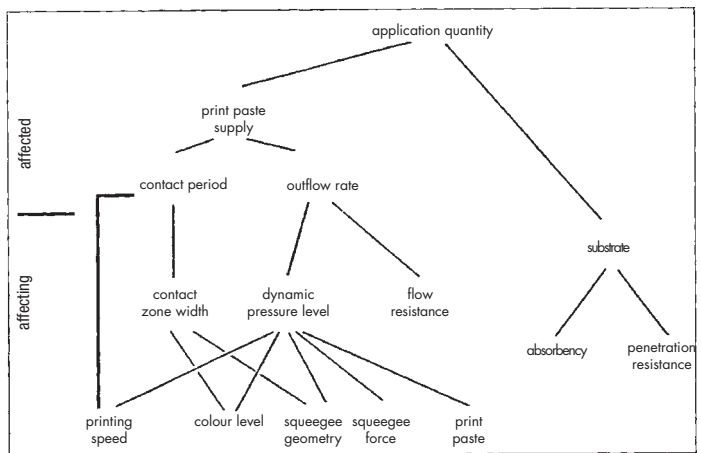 application quantity
print paste
supply
affected
contact period
outflow rate
substrate
affecting
contact
zone width
dynamic
pressure level
flow
resistance
absorbency
penetration
resistance
printing
speed
colour level
squeegee
geometry
squeegee
force
print
paste